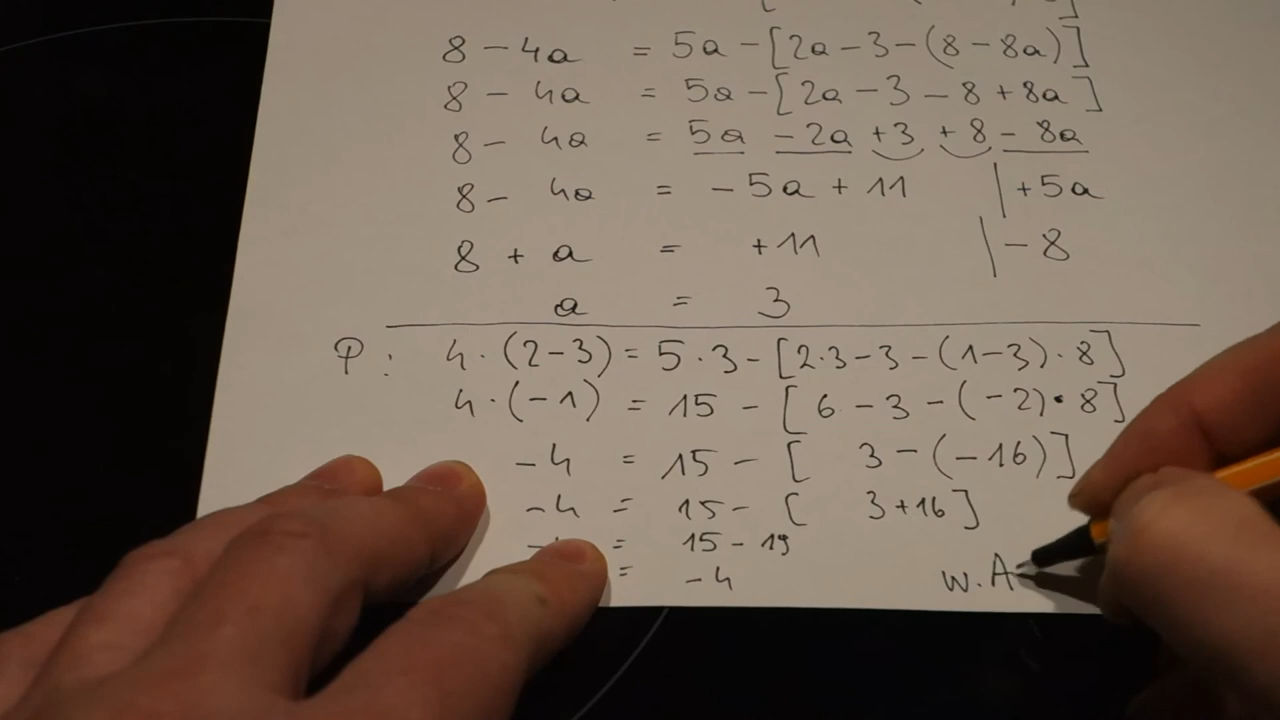 8 - 4a = 5a - [2a - 3 - (8 - 8a)]
8 - 4a = 5a - [2a - 3 - 8 + 8a]
8 - 4a = 5a - 2a + 3 + 8 - 8a
8 - 4a = - 5a + 11 | + 5a
8 + a = + 11 | - 8
a = 3
P: 4 · (2 - 3) = 5 · 3 - [2 · 3 - 3 - (1 - 3) · 8]
4 · (- 1) = 15 - [6 - 3 - (- 2) · 8]
- 4 = 15 - [3 - (- 16)]
- 4 = 15 - [3 + 16]
= 15 - 19
= - 4 w. A